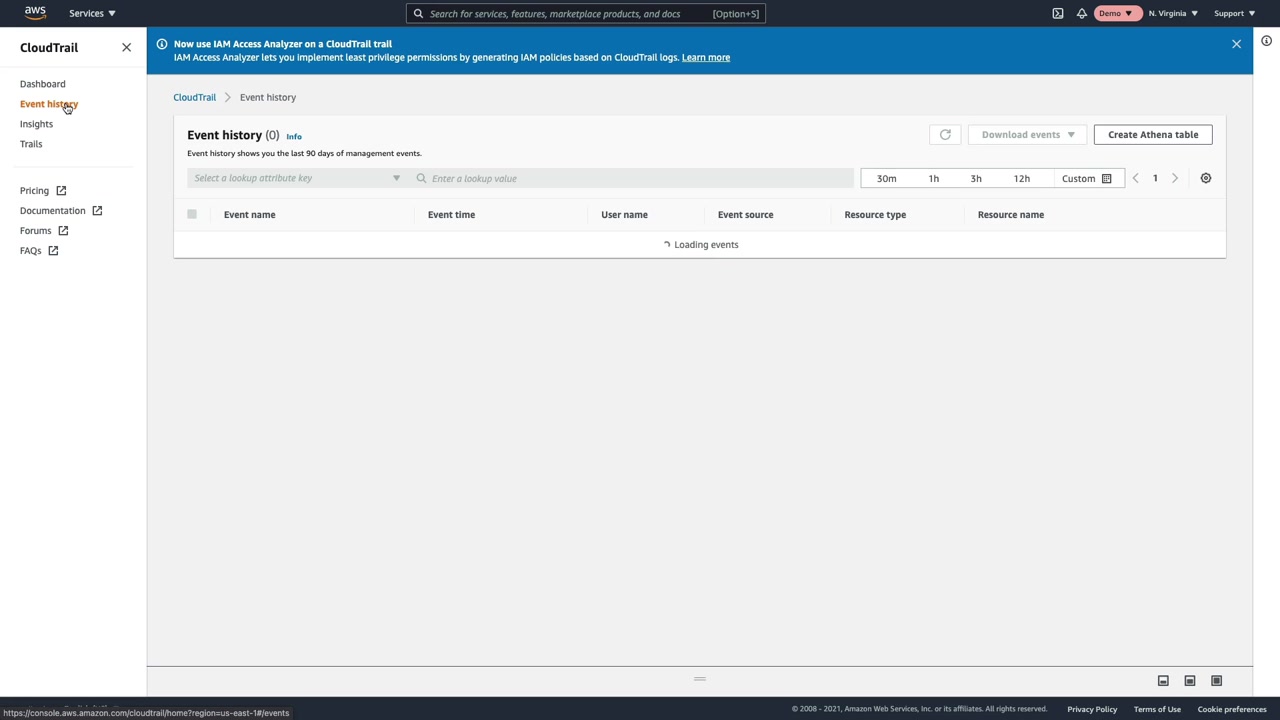 aws
Services
Search for services, features, marketplace products, and docs [Option+S]
Demo
N. Virginia
Support
CloudTrail
Dashboard
Event history
Insights
Trails
Pricing
Documentation
Forums
FAQs
Now use IAM Access Analyzer on a CloudTrail trail
IAM Access Analyzer lets you implement least privilege permissions by generating IAM policies based on CloudTrail logs. Learn more
CloudTrail > Event history
Event history (0) Info
Download events
Create Athena table
Event history shows you the last 90 days of management events.
Select a lookup attribute key
Enter a lookup value
30m 1h 3h 12h Custom
1
Event name Event time User name Event source Resource type Resource name
Loading events
https://console.aws.amazon.com/cloudtrail/home?region=us-east-1#/events
© 2008 - 2021, Amazon Web Services, Inc. or its affiliates. All rights reserved. Privacy Policy Terms of Use Cookie preferences